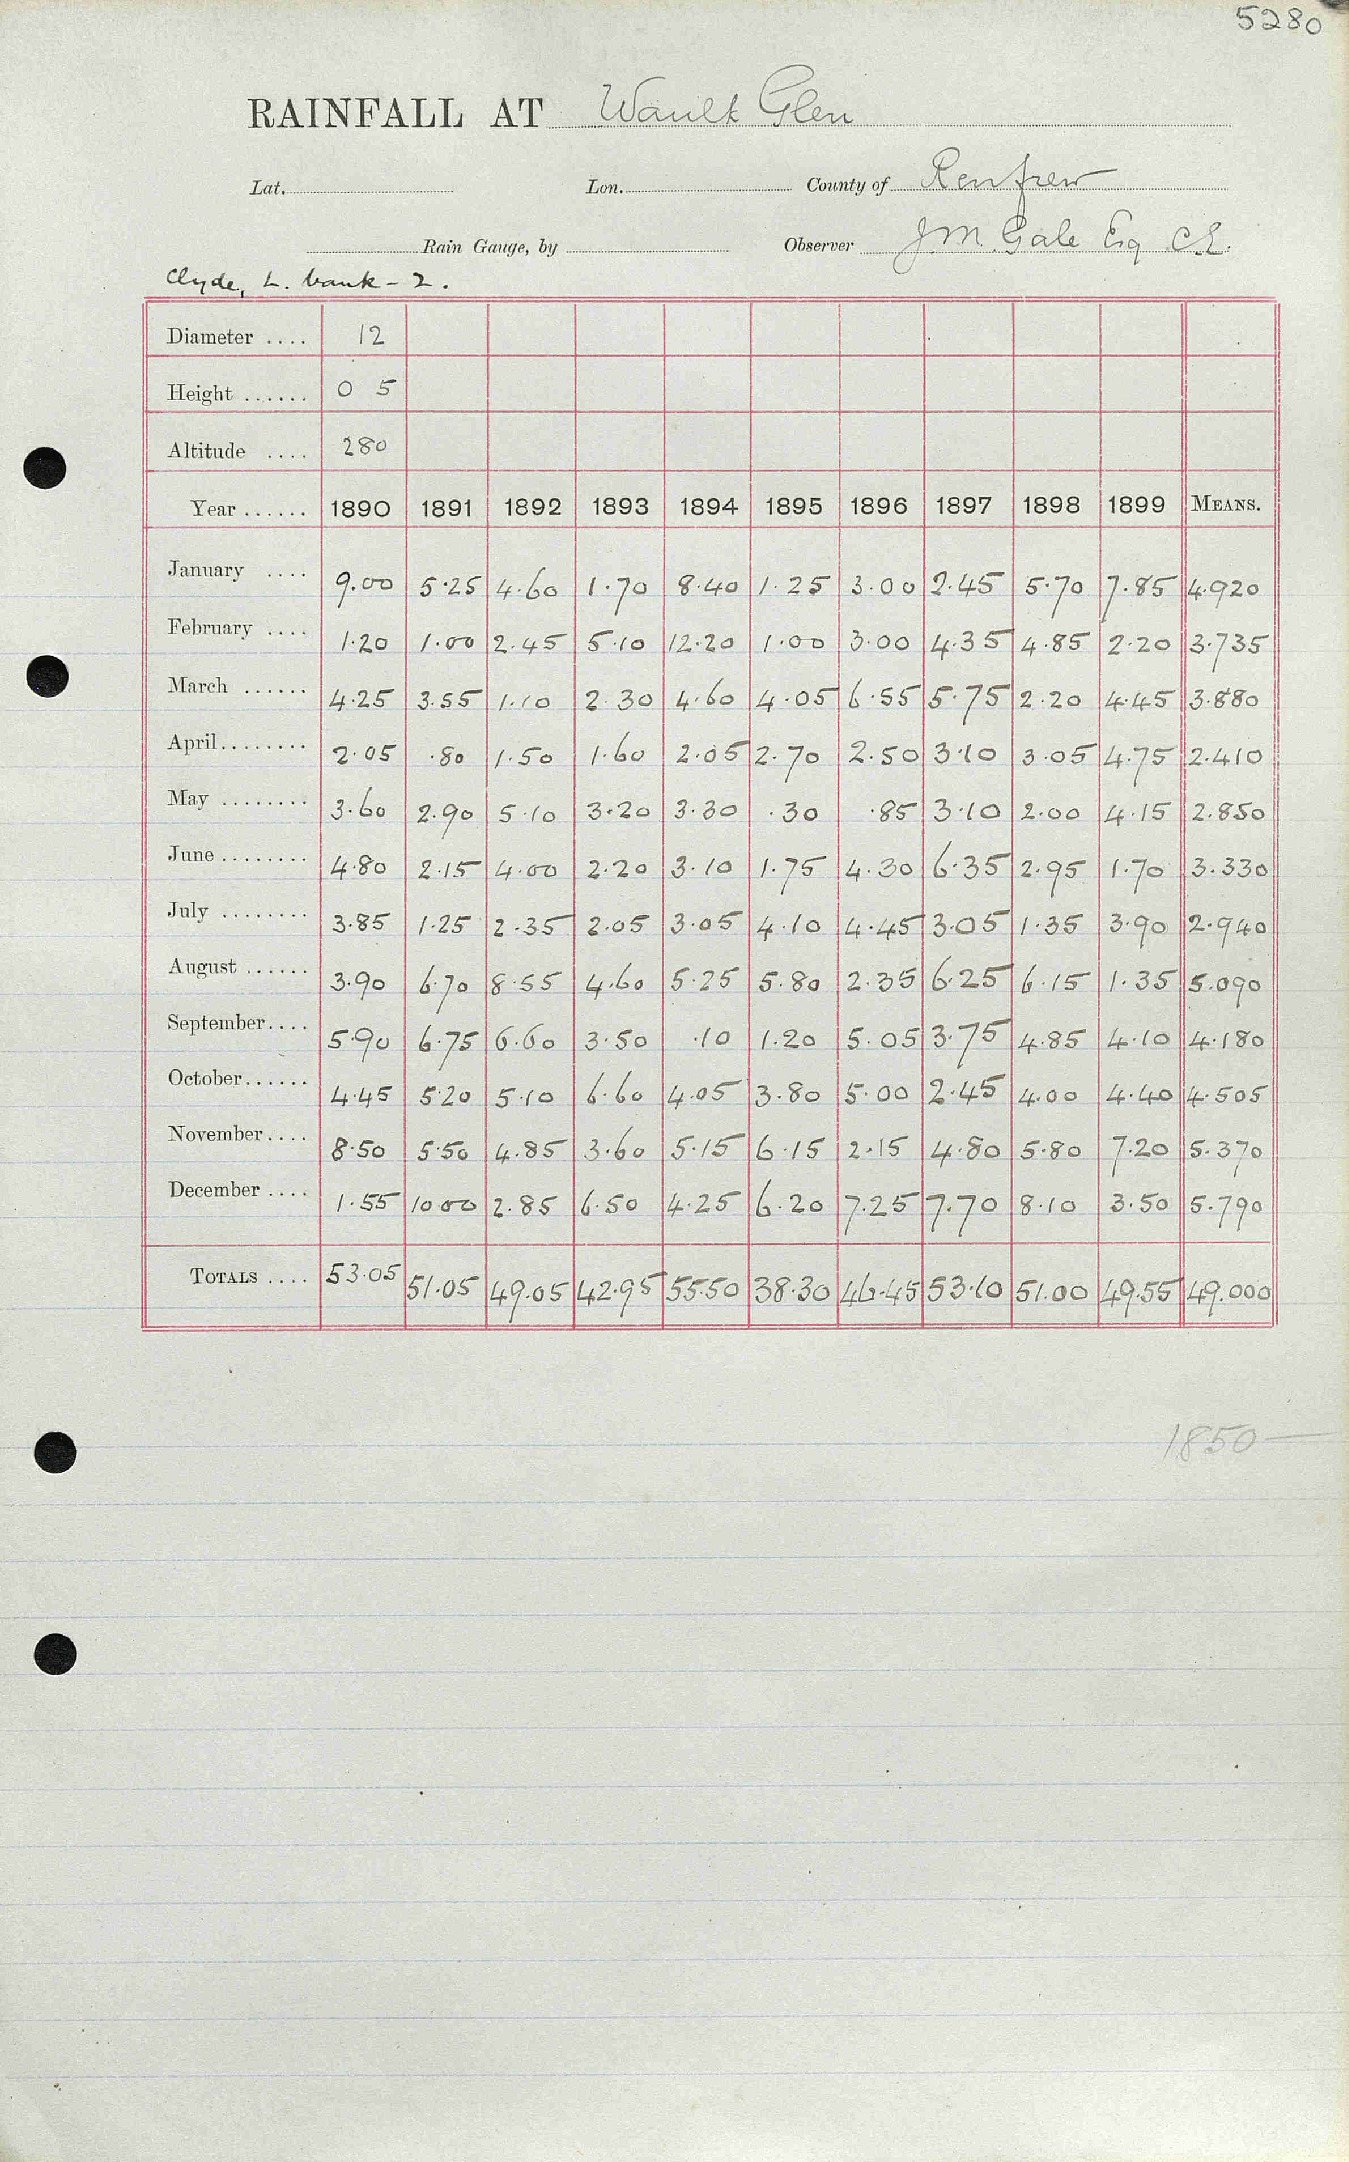 5280
RAINFALL AT Wault Glen
Lat. Lon. County of Renfrew
Rain Gauge, by Observer J M. Gale Esq C.E.
Clyde, L. bank - 2.
Diameter .... 12
Height ...... 0 5
Altitude .... 280
Year ...... 1890 1891 1892 1893 1894 1895 1896 1897 1898 1899 MEANS.
January .... 9.00 5.25 4.60 1.70 8.40 1.25 3.00 2.45 5.70 7.85 4.920
February .... 1.20 1.00 2.45 5.10 12.20 1.00 3.00 4.35 4.85 2.20 3.735
March ...... 4.25 3.55 1.10 2.30 4.60 4.05 6.55 5.75 2.20 4.45 3.880
April........ 2.05 .80 1.50 1.60 2.05 2.70 2.50 3.10 3.05 4.75 2.410
May ........ 3.60 2.90 5.10 3.20 3.30 .30 .85 3.10 2.00 4.15 2.850
June ........ 4.80 2.15 4.00 2.20 3.10 1.75 4.30 6.35 2.95 1.70 3.330
July ........ 3.85 1.25 2.35 2.05 3.05 4.10 4.45 3.05 1.35 3.90 2.940
August ...... 3.90 6.70 8.55 4.60 5.25 5.80 2.35 6.25 6.15 1.35 5.090
September.... 5.90 6.75 6.60 3.50 .10 1.20 5.05 3.75 4.85 4.10 4.180
October...... 4.45 5.20 5.10 6.60 4.05 3.80 5.00 2.45 4.00 4.40 4.505
November.... 8.50 5.50 4.85 3.60 5.15 6.15 2.15 4.80 5.80 7.20 5.370
December .... 1.55 10.00 2.85 6.50 4.25 6.20 7.25 7.70 8.10 3.50 5.790
TOTALS .... 53.05 51.05 49.05 42.95 55.50 38.30 46.45 53.10 51.00 49.55 49.000
1850—